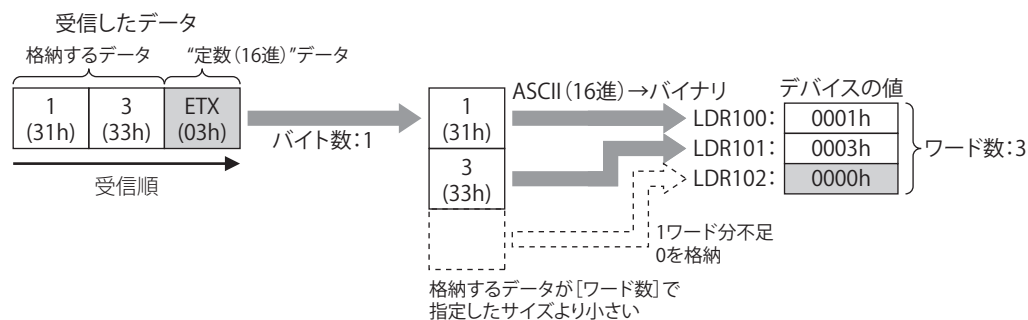 受信したデータ
格納するデータ “定数（16進）”データ
1 3 ETX
(31h) (33h) (03h)
受信順
バイト数：1
1
(31h)
3
(33h)
ASCII（16進）→バイナリ
デバイスの値
LDR100： 0001h
LDR101： 0003h
LDR102： 0000h
ワード数：3
1ワード分不足
0を格納
格納するデータが［ワード数］で
指定したサイズより小さい